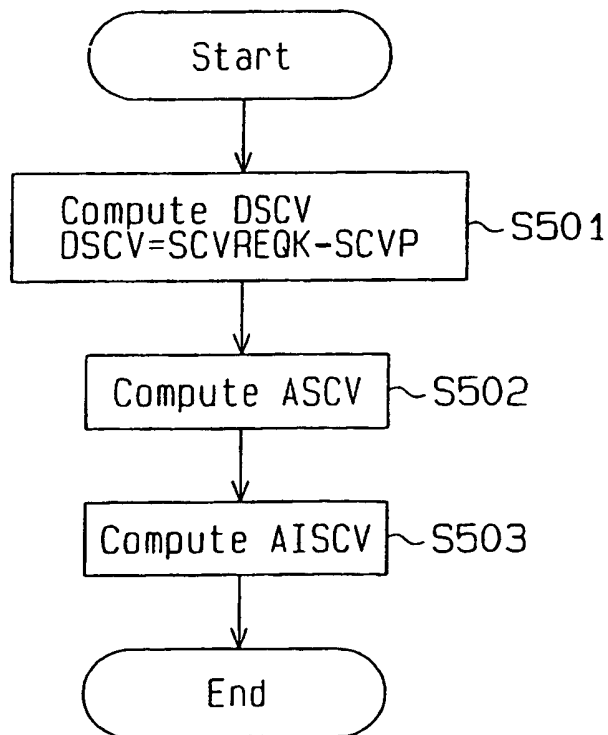 Start
Compute DSCV
DSCV=SCVREQK-SCVP
S501
Compute ASCV
S502
Compute AISCV
S503
End